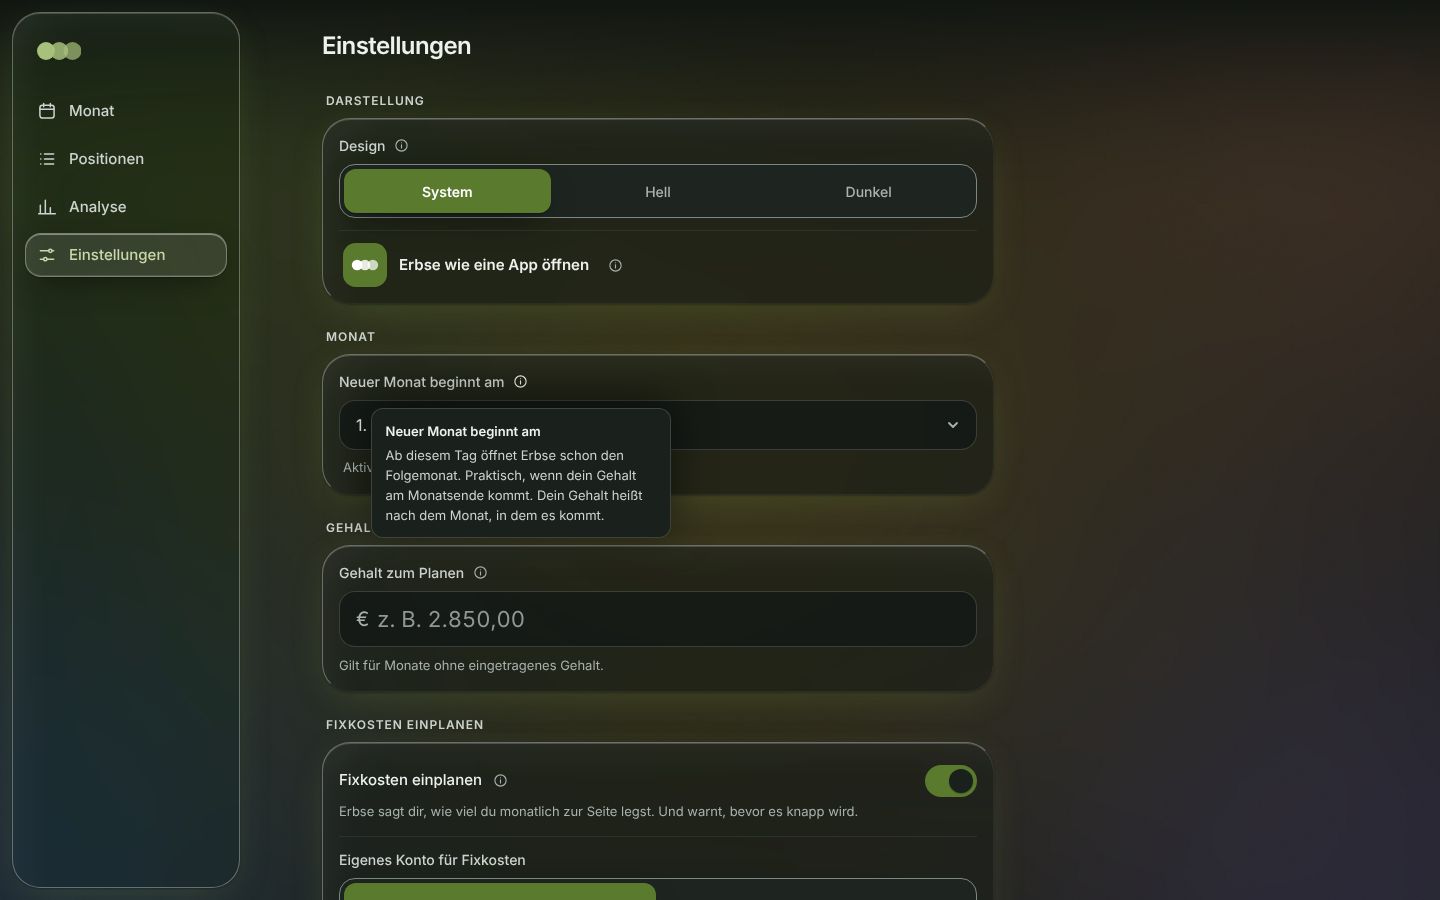 Einstellungen
Monat
Positionen
Analyse
Einstellungen
DARSTELLUNG
Design
System
Hell
Dunkel
Erbse wie eine App öffnen
MONAT
Neuer Monat beginnt am
1.
Neuer Monat beginnt am
Ab diesem Tag öffnet Erbse schon den
Folgemonat. Praktisch, wenn dein Gehalt
am Monatsende kommt. Dein Gehalt heißt
nach dem Monat, in dem es kommt.
Gehalt zum Planen
€ z. B. 2.850,00
Gilt für Monate ohne eingetragenes Gehalt.
FIXKOSTEN EINPLANEN
Fixkosten einplanen
Erbse sagt dir, wie viel du monatlich zur Seite legst. Und warnt, bevor es knapp wird.
Eigenes Konto für Fixkosten